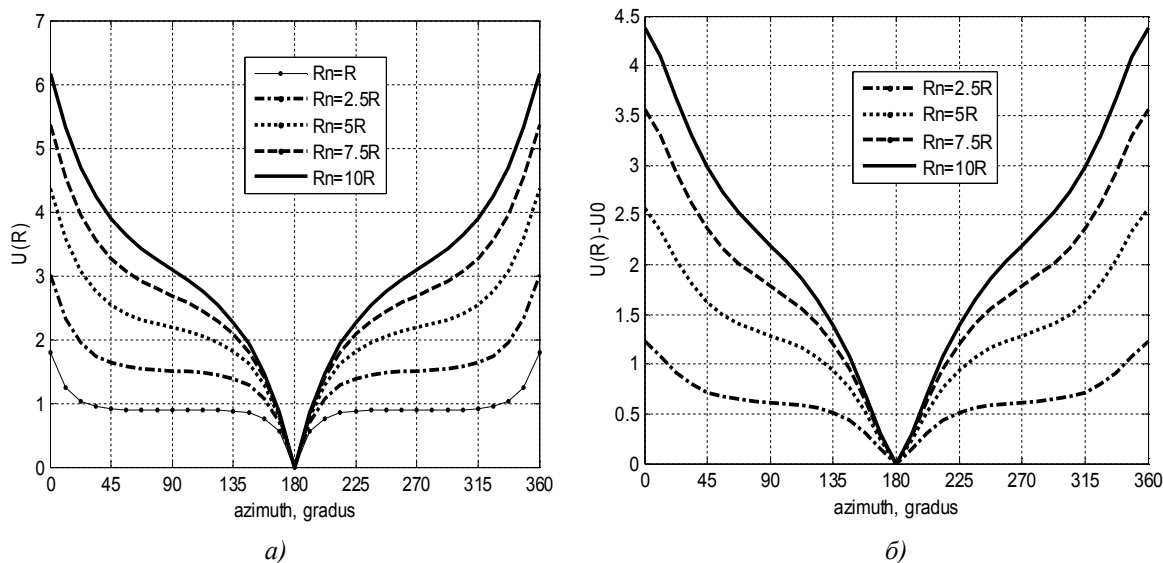 7
6
5
4
3
2
1
0
U(R)
Rn=R
Rn=2.5R
Rn=5R
Rn=7.5R
Rn=10R
0 45 90 135 180 225 270 315 360
azimuth, gradus
а)
4.5
4
3.5
3
2.5
2
1.5
1
0.5
0
U(R)-U0
Rn=2.5R
Rn=5R
Rn=7.5R
Rn=10R
0 45 90 135 180 225 270 315 360
azimuth, gradus
б)